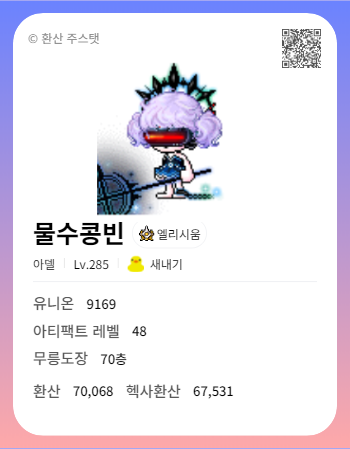 © 환산 주스탯
물수콩빈 엘리시움
아델 Lv.285 새내기
유니온 9169
아티팩트 레벨 48
무릉도장 70층
환산 70,068 헥사환산 67,531